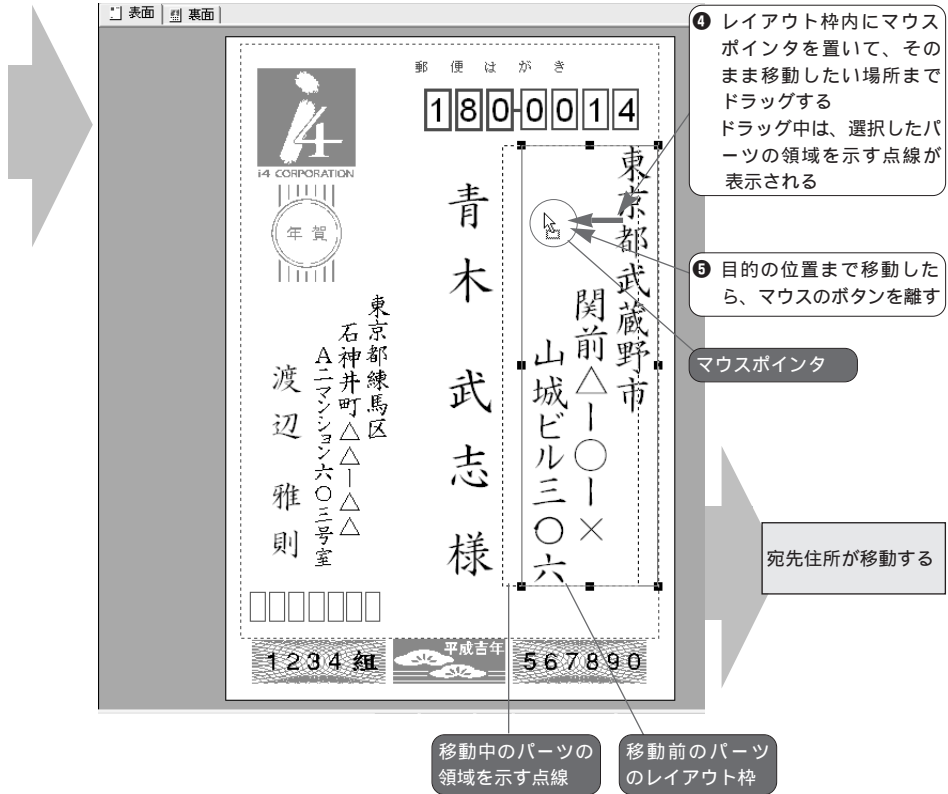 表面 裏面
郵便はがき
180-0014
i4
i4 CORPORATION
年賀
東京都武蔵野市
関前△ー〇ー×
山城ビル三〇六
青木武志様
東京都練馬区
石神井町△△ー△△
Aニマンション六〇三号室
渡辺雅則
1234組
平成吉年
567890
❹ レイアウト枠内にマウス
ポインタを置いて、その
まま移動したい場所まで
ドラッグする
ドラッグ中は、選択したパ
ーツの領域を示す点線が
表示される
❺ 目的の位置まで移動した
ら、マウスのボタンを離す
マウスポインタ
宛先住所が移動する
移動中のパーツの
領域を示す点線
移動前のパーツ
のレイアウト枠